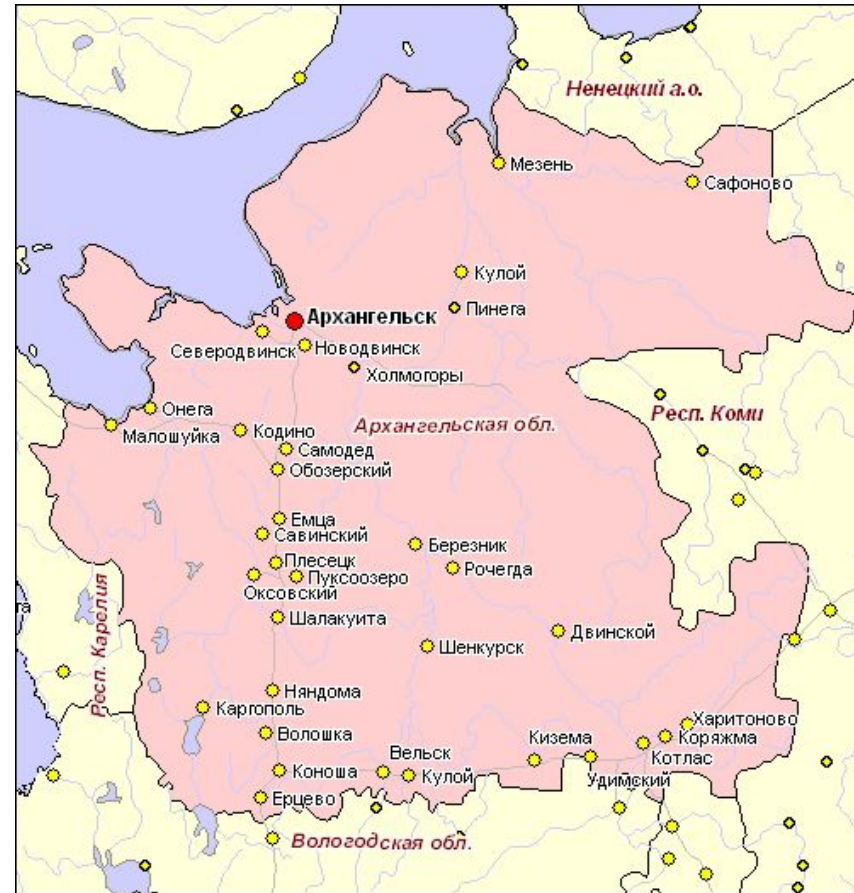 Ненецкий а.о.
Мезень
Сафоново
Кулой
Пинега
Архангельск
Северодвинск
Новодвинск
Холмогоры
Онега
Малошуйка
Кодино
Архангельская обл.
Респ. Коми
Самодед
Обозерский
Емца
Савинский
Березник
Плесецк
Рочегда
Пуксоозеро
Оксовский
Респ. Карелия
та
Шалакуита
Двинской
Шенкурск
Няндома
Каргополь
Харитоново
Волошка
Кизема
Коряжма
Вельск
Котлас
Коноша
Кулой
Удимский
Ерцево
Вологодская обл.